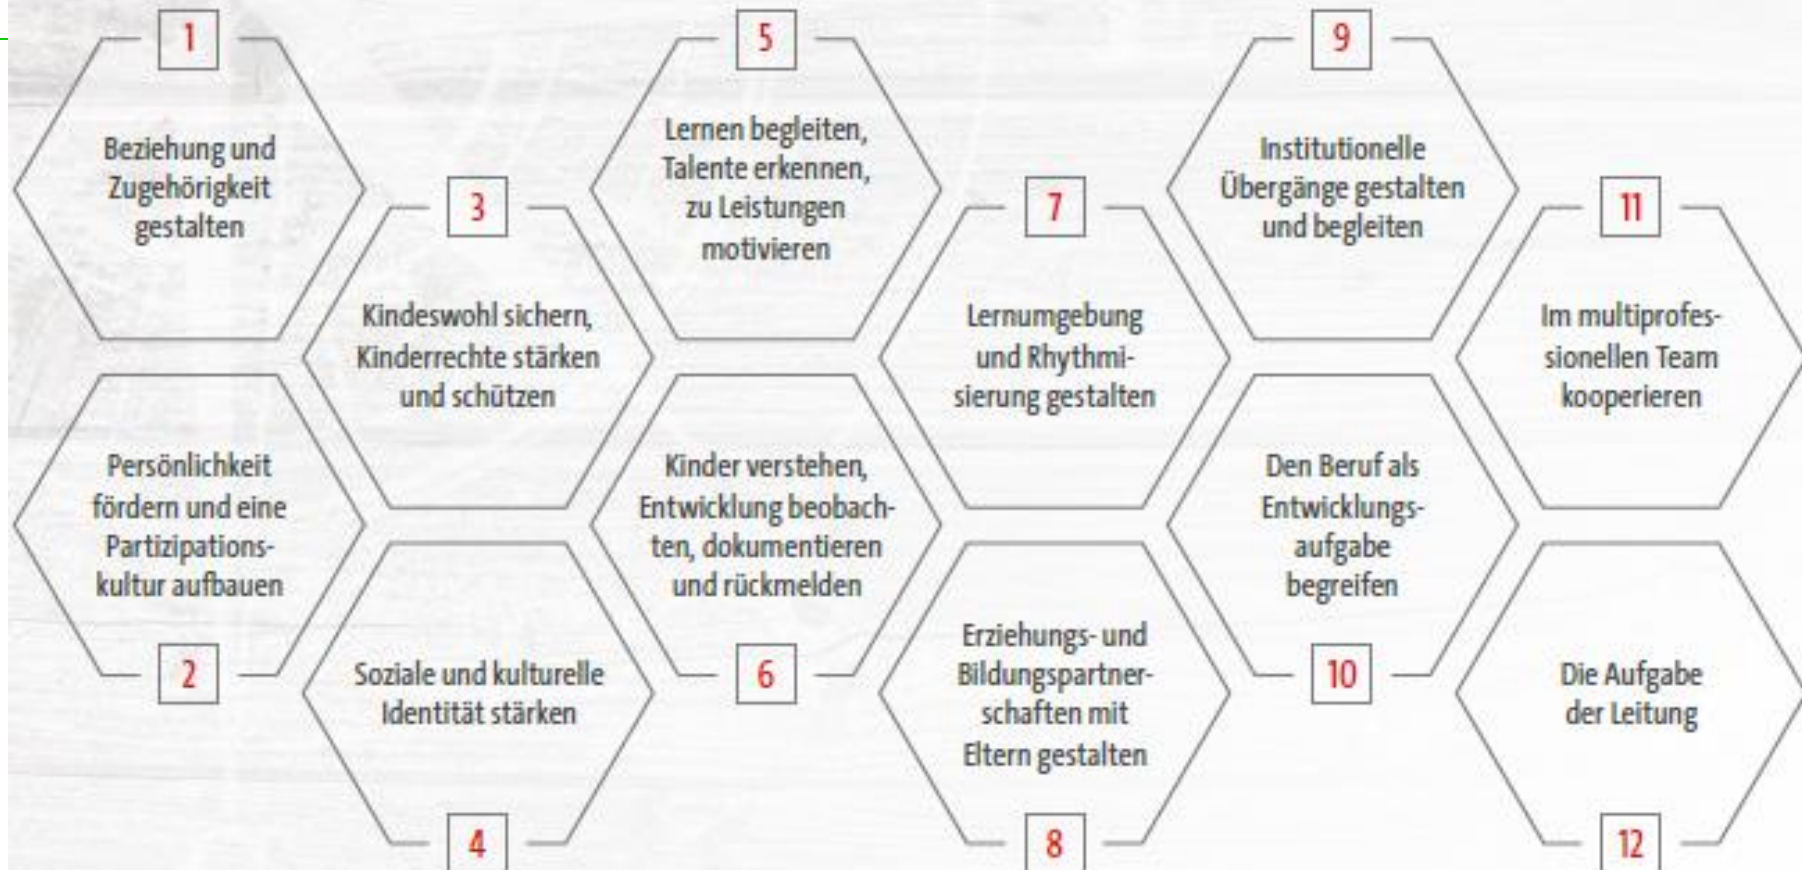 1
Beziehung und
Zugehörigkeit
gestalten
Persönlichkeit
fördern und eine
Partizipations-
kultur aufbauen
2
3
Kindeswohl sichern,
Kinderrechte stärken
und schützen
Soziale und kulturelle
Identität stärken
4
5
Lernen begleiten,
Talente erkennen,
zu Leistungen
motivieren
Kinder verstehen,
Entwicklung beobach-
ten, dokumentieren
und rückmelden
6
7
Lernumgebung
und Rhythmi-
sierung gestalten
Erziehungs- und
Bildungspartner-
schaften mit
Eltern gestalten
8
9
Institutionelle
Übergänge gestalten
und begleiten
Den Beruf als
Entwicklungs-
aufgabe
begreifen
10
11
Im multiprofes-
sionellen Team
kooperieren
Die Aufgabe
der Leitung
12